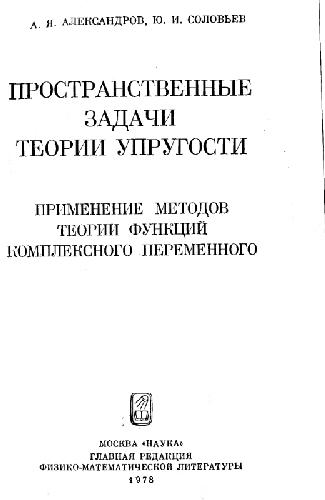 А. Я. АЛЕКСАНДРОВ, Ю. И. СОЛОВЬЕВ
ПРОСТРАНСТВЕННЫЕ
ЗАДАЧИ
ТЕОРИИ УПРУГОСТИ
ПРИМЕНЕНИЕ МЕТОДОВ
ТЕОРИИ ФУНКЦИЙ
КОМПЛЕКСНОГО ПЕРЕМЕННОГО
МОСКВА «НАУКА»
ГЛАВНАЯ РЕДАКЦИЯ
ФИЗИКО-МАТЕМАТИЧЕСКОЙ ЛИТЕРАТУРЫ
1978